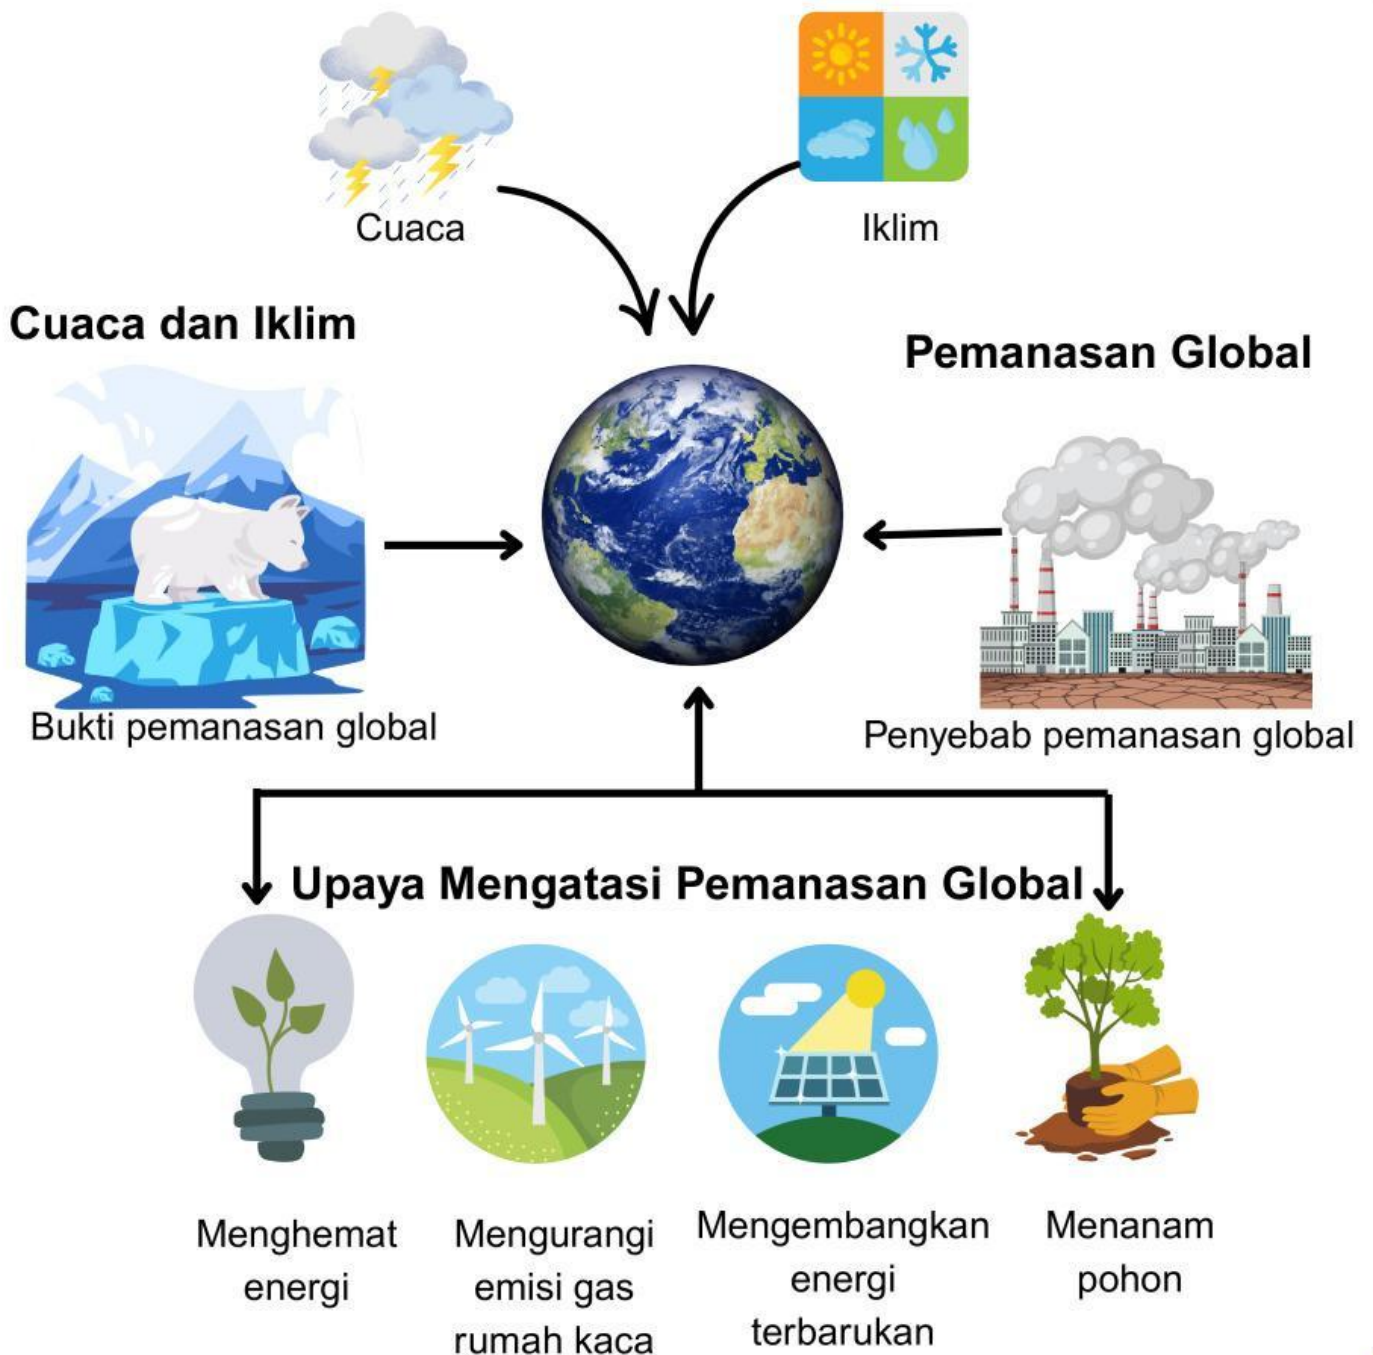 Cuaca
Iklim
Cuaca dan Iklim
Pemanasan Global
Bukti pemanasan global
Penyebab pemanasan global
Upaya Mengatasi Pemanasan Global
Menghemat
energi
Mengurangi
emisi gas
rumah kaca
Mengembangkan
energi
terbarukan
Menanam
pohon